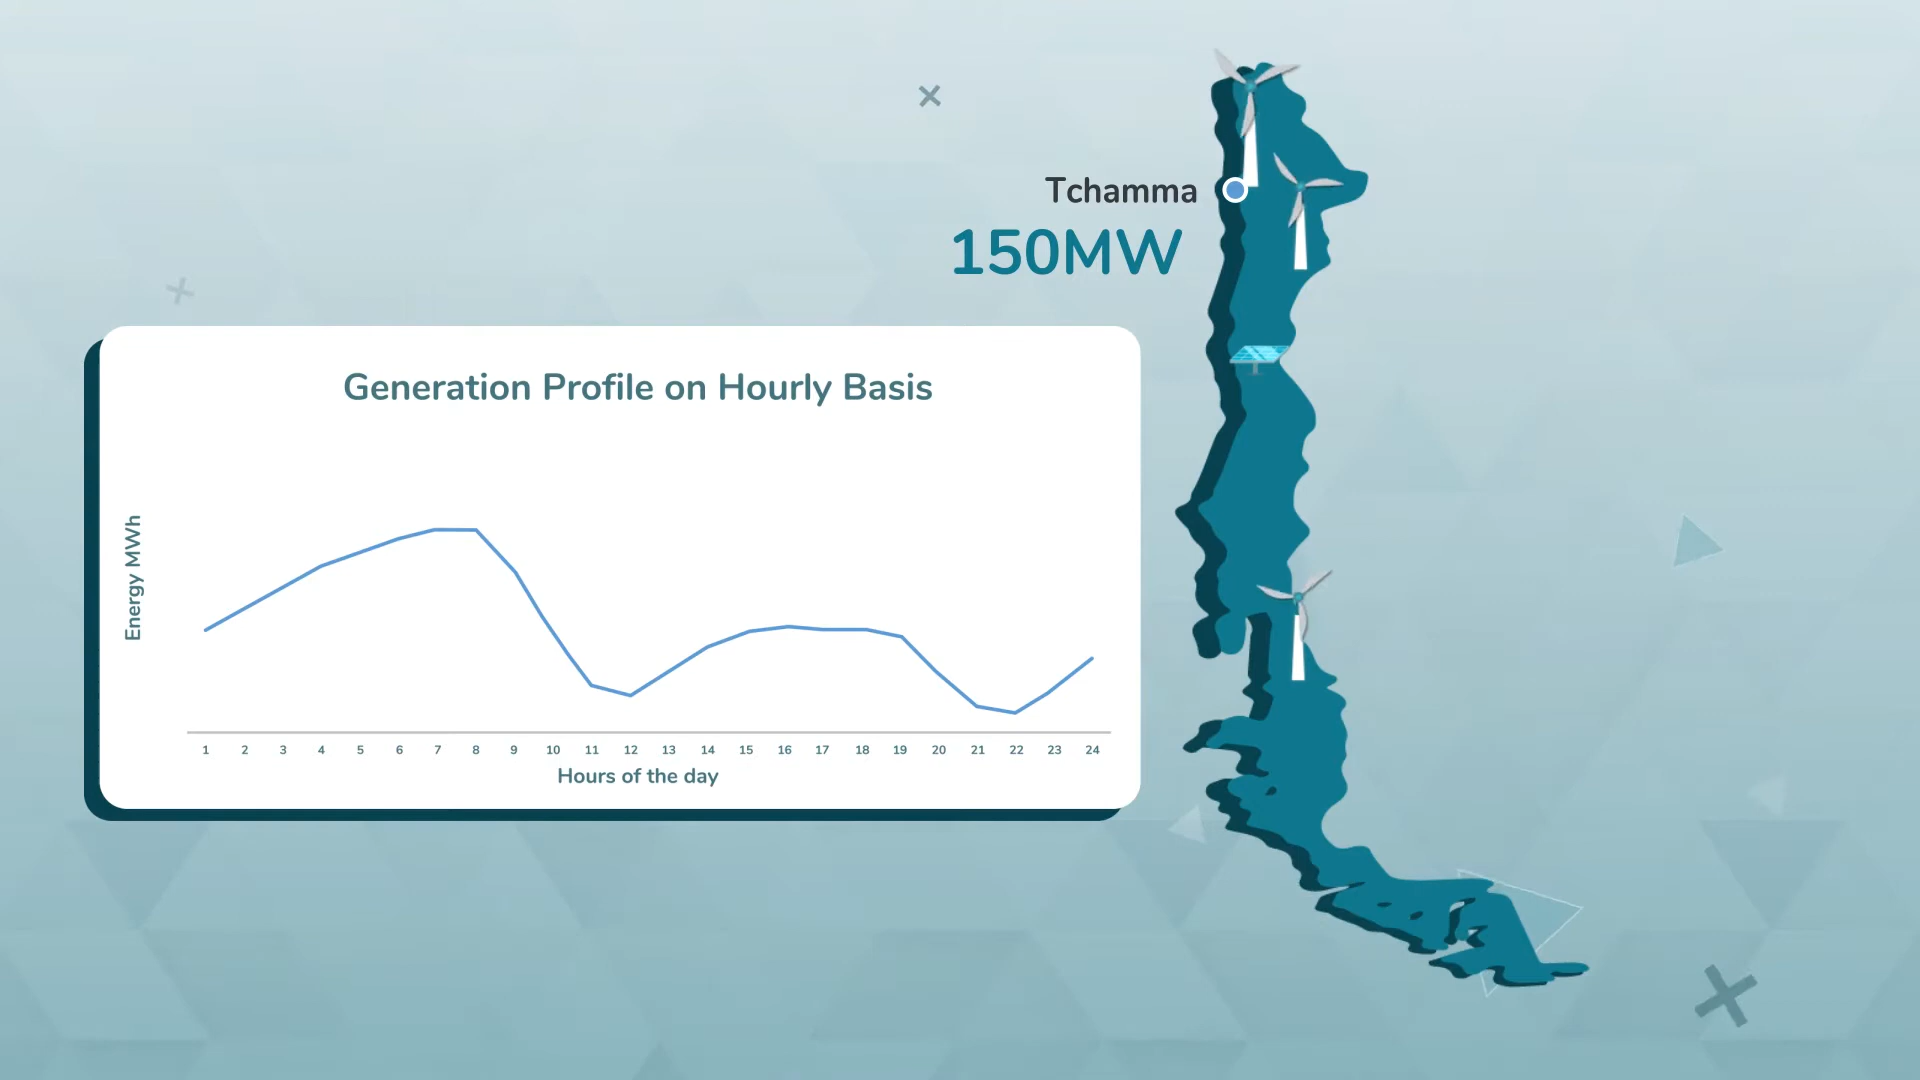 Tchamma
150MW
Generation Profile on Hourly Basis
Energy MWh
1 2 3 4 5 6 7 8 9 10 11 12 13 14 15 16 17 18 19 20 21 22 23 24
Hours of the day